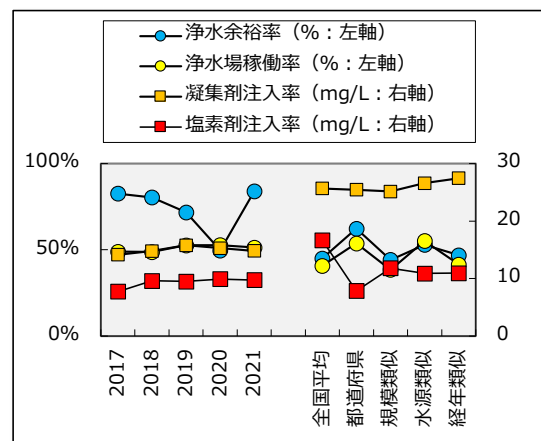 浄水余裕率（%：左軸）
浄水場稼働率（%：左軸）
凝集剤注入率（mg/L：右軸）
塩素剤注入率（mg/L：右軸）
100%
50%
0%
30
20
10
0
2017
2018
2019
2020
2021
全国平均
都道府県
規模類似
水源類似
経年類似